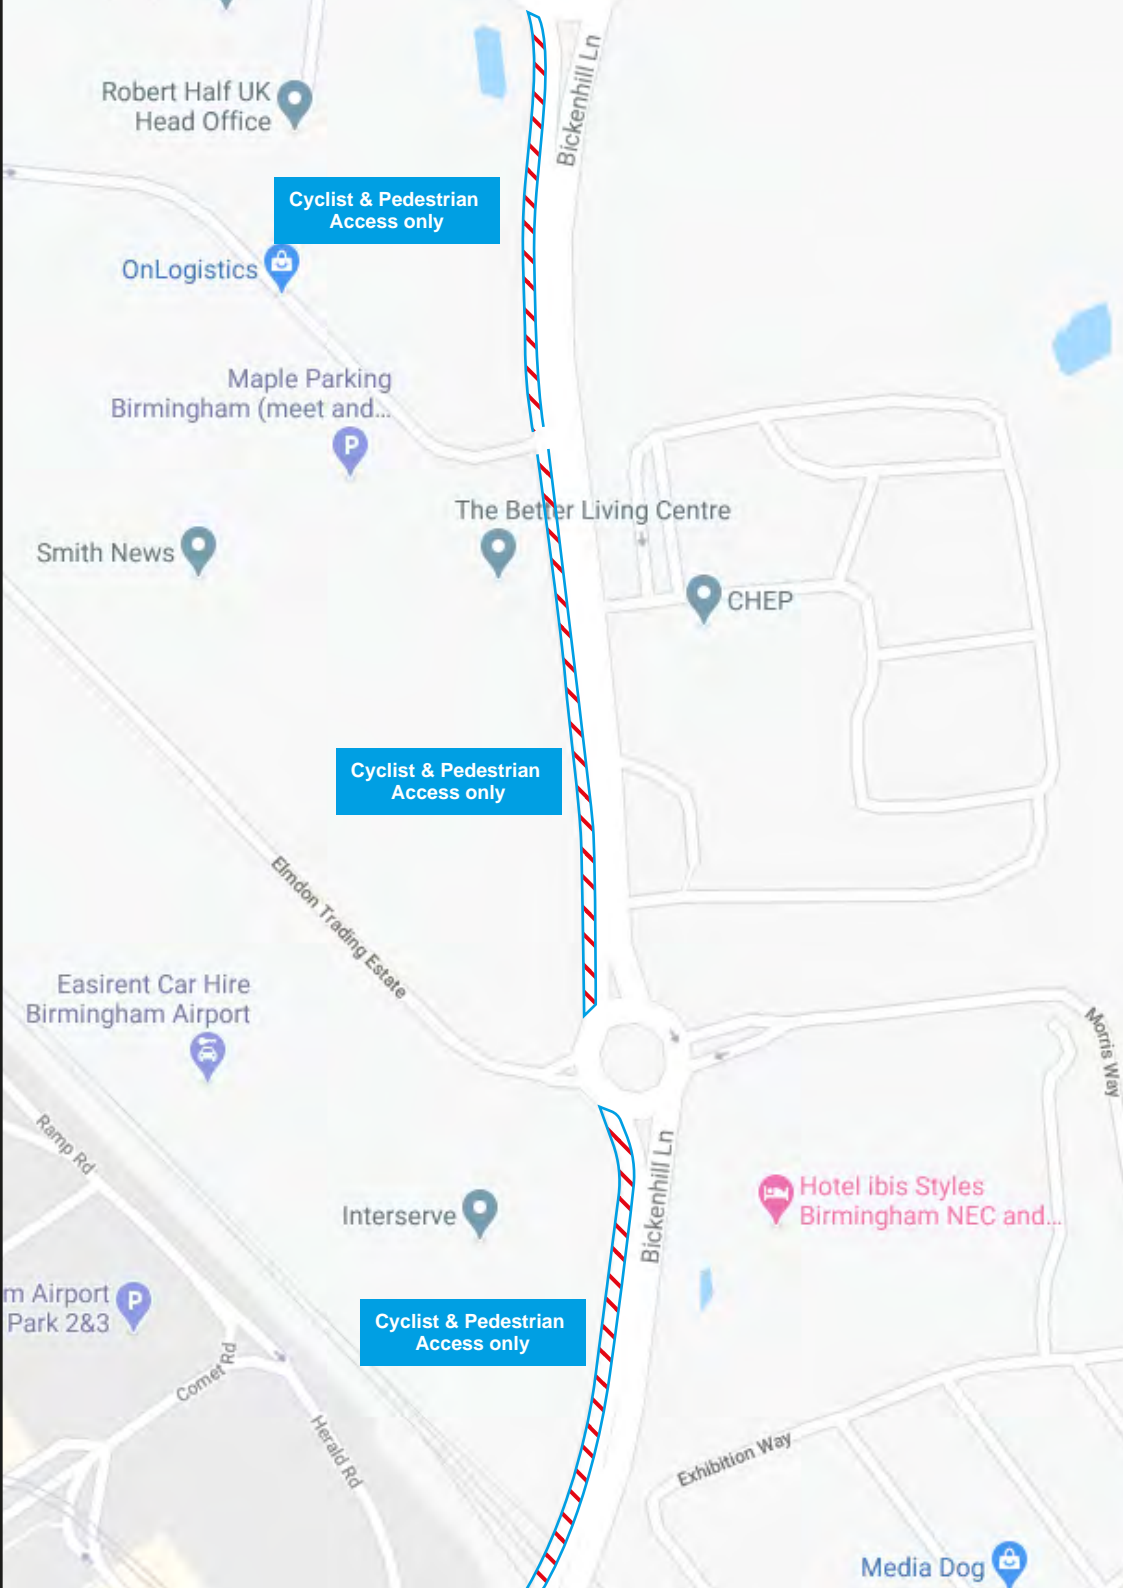 Bickenhill Ln
Robert Half UK
Head Office
Cyclist & Pedestrian
Access only
OnLogistics
Maple Parking
Birmingham (meet and...
P
The Better Living Centre
Smith News
CHEP
Cyclist & Pedestrian
Access only
Elmdon Trading Estate
Easirent Car Hire
Birmingham Airport
Morris Way
Ramp Rd
Bickenhill Ln
Hotel ibis Styles
Birmingham NEC and...
Interserve
m Airport
Park 2&3
P
Cyclist & Pedestrian
Access only
Comet Rd
Herald Rd
Exhibition Way
Media Dog